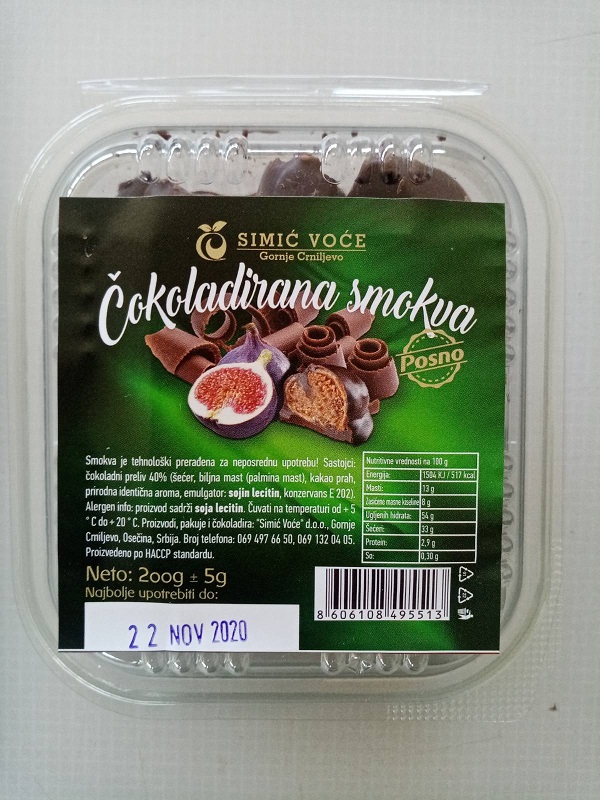 SIMIĆ VOĆE
Gornje Crniljevo
Čokoladirana smokva
Posno
Smokva je tehnološki prerađena za neposrednu upotrebu! Sastojci:
čokoladni preliv 40% (šećer, biljna mast (palmina mast), kakao prah,
prirodna identična aroma, emulgator: sojin lecitin, konzervans E 202).
Alergen info: proizvod sadrži soja lecitin. Čuvati na temperaturi od + 5
° C do + 20 ° C. Proizvodi, pakuje i čokoladira: "Simić Voće" d.o.o., Gornje
Crniljevo, Osečina, Srbija. Broj telefona: 069 497 66 50, 069 132 04 05.
Proizvedeno po HACCP standardu.
Nutritivne vrednosti na 100 g
Energija: 1504 KJ / 517 kcal
Masti: 13 g
Zasićene masne kiseline 8 g
Ugljenih hidrata: 54 g
Šećeri: 33 g
Protein: 2,9 g
So: 0,30 g
Neto: 200g ± 5g
Najbolje upotrebiti do:
22 NOV 2020
8 606108 495513